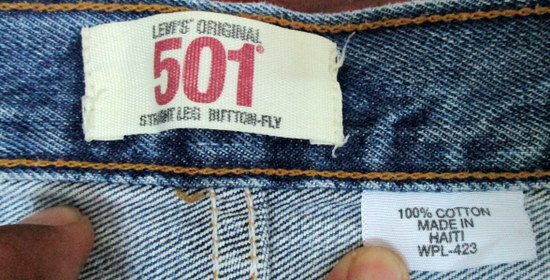 LEVI'S® ORIGINAL
501®
STRAIGHT LEG BUTTON-FLY
100% COTTON
MADE IN
HAITI
WPL-423